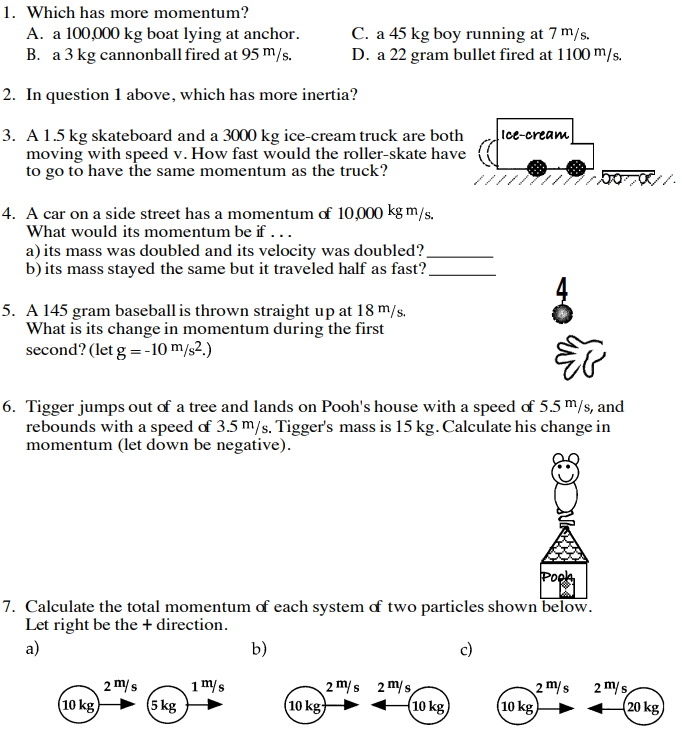 1. Which has more momentum?
A. a 100,000 kg boat lying at anchor.
C. a 45 kg boy running at 7 m/s.
B. a 3 kg cannonball fired at 95 m/s.
D. a 22 gram bullet fired at 1100 m/s.
2. In question 1 above, which has more inertia?
3. A 1.5 kg skateboard and a 3000 kg ice-cream truck are both
moving with speed v. How fast would the roller-skate have
to go to have the same momentum as the truck?
Ice-cream
4. A car on a side street has a momentum of 10,000 kg m/s.
What would its momentum be if . . .
a) its mass was doubled and its velocity was doubled? ________
b) its mass stayed the same but it traveled half as fast? ________
5. A 145 gram baseball is thrown straight up at 18 m/s.
What is its change in momentum during the first
second? (let g = -10 m/s².)
6. Tigger jumps out of a tree and lands on Pooh's house with a speed of 5.5 m/s, and
rebounds with a speed of 3.5 m/s. Tigger's mass is 15 kg. Calculate his change in
momentum (let down be negative).
Pooh
7. Calculate the total momentum of each system of two particles shown below.
Let right be the + direction.
a) b) c)
2 m/s 1 m/s 2 m/s 2 m/s 2 m/s 2 m/s
10 kg 5 kg 10 kg 10 kg 10 kg 20 kg